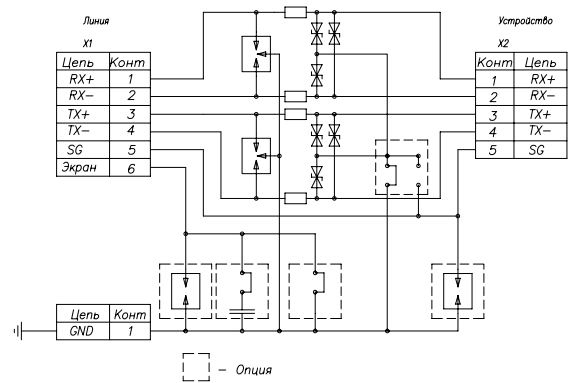 Линия
Устройство
X1
X2
Цепь Конт
Конт Цепь
RX+ 1
1 RX+
RX- 2
2 RX-
TX+ 3
3 TX+
TX- 4
4 TX-
SG 5
5 SG
Экран 6
Цепь Конт
GND 1
- Опция